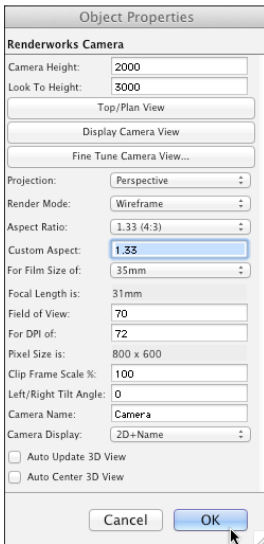 Object Properties
Renderworks Camera
Camera Height: 2000
Look To Height: 3000
Top/Plan View
Display Camera View
Fine Tune Camera View...
Projection: Perspective
Render Mode: Wireframe
Aspect Ratio: 1.33 (4:3)
Custom Aspect: 1.33
For Film Size of: 35mm
Focal Length is: 31mm
Field of View: 70
For DPI of: 72
Pixel Size is: 800 x 600
Clip Frame Scale %: 100
Left/Right Tilt Angle: 0
Camera Name: Camera
Camera Display: 2D+Name
Auto Update 3D View
Auto Center 3D View
Cancel OK